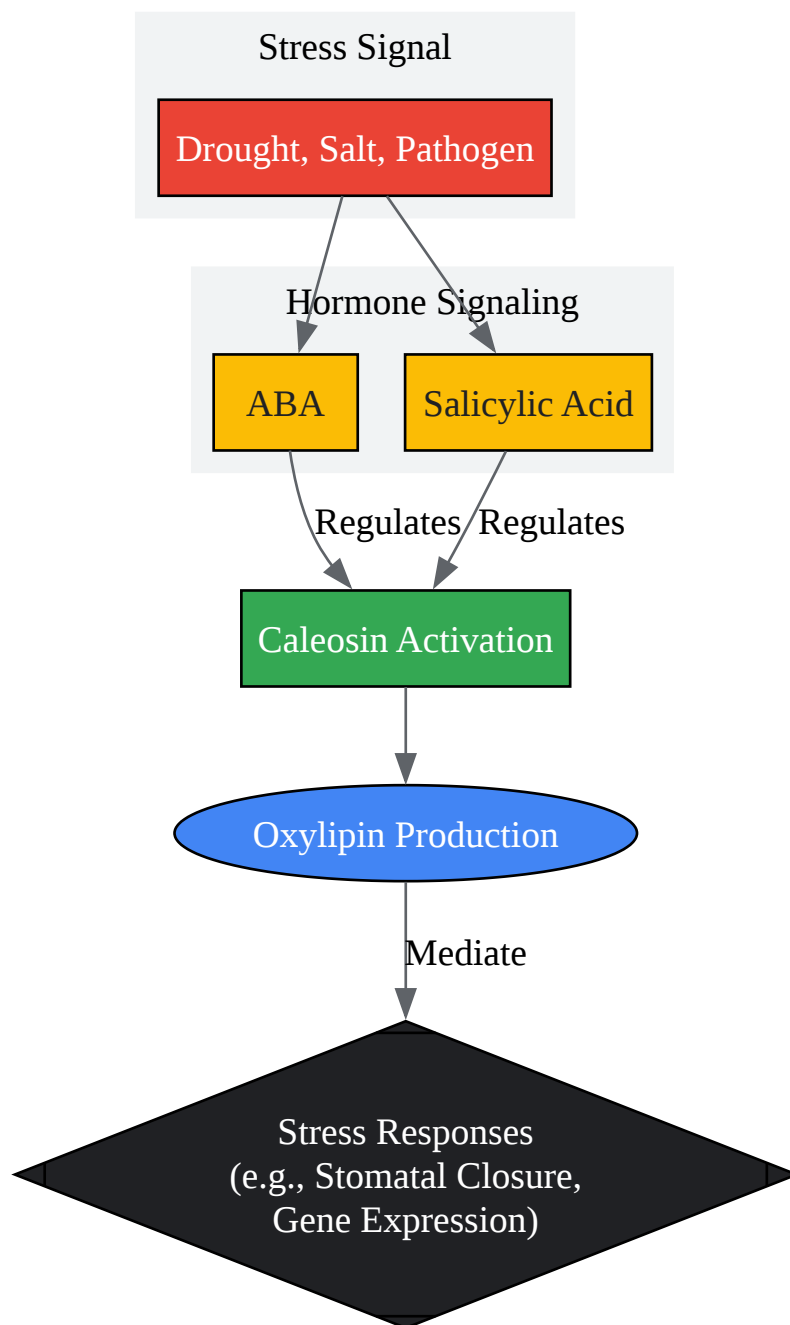 Stress Signal
Drought, Salt, Pathogen
Hormone Signaling
ABA
Salicylic Acid
Regulates
Regulates
Caleosin Activation
Oxylipin Production
Mediate
Stress Responses
(e.g., Stomatal Closure,
Gene Expression)